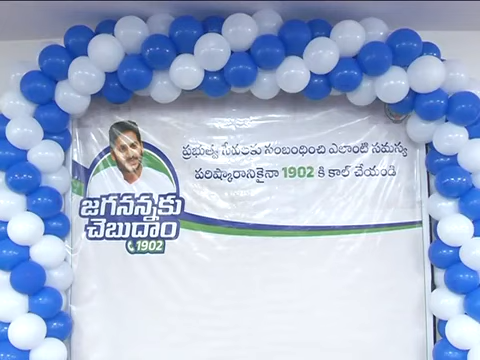 ప్రభుత్వ సేవలకు సంబంధించి ఎలాంటి సమస్య
పరిష్కారానికైనా 1902 కి కాల్ చేయండి
జగనన్నకు
చెబుదాం
1902